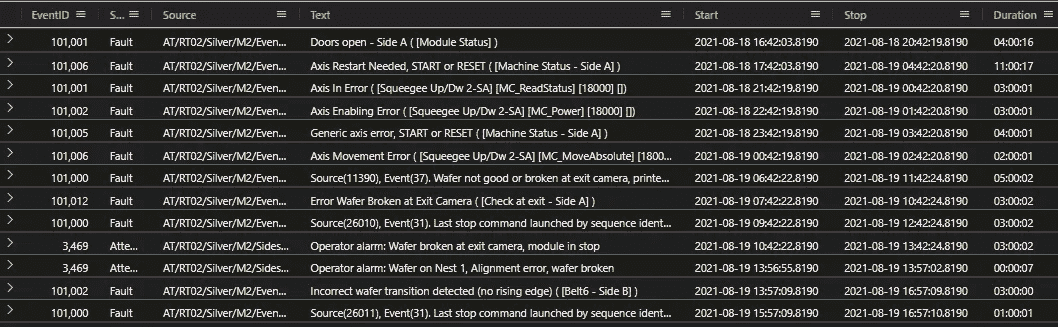 EventID S... Source Text Start Stop Duration
101,001 Fault AT/RT02/Silver/M2/Even... Doors open - Side A ( [Module Status] ) 2021-08-18 16:42:03.8190 2021-08-18 20:42:19.8190 04:00:16
101,006 Fault AT/RT02/Silver/M2/Even... Axis Restart Needed, START or RESET ( [Machine Status - Side A] ) 2021-08-18 17:42:03.8190 2021-08-19 04:42:20.8190 11:00:17
101,001 Fault AT/RT02/Silver/M2/Even... Axis In Error ( [Squeegee Up/Dw 2-SA] [MC_ReadStatus] [18000] []) 2021-08-18 21:42:19.8190 2021-08-19 00:42:20.8190 03:00:01
101,002 Fault AT/RT02/Silver/M2/Even... Axis Enabling Error ( [Squeegee Up/Dw 2-SA] [MC_Power] [18000] []) 2021-08-18 22:42:19.8190 2021-08-19 01:42:20.8190 03:00:01
101,005 Fault AT/RT02/Silver/M2/Even... Generic axis error, START or RESET ( [Machine Status - Side A] ) 2021-08-18 23:42:19.8190 2021-08-19 03:42:20.8190 04:00:01
101,006 Fault AT/RT02/Silver/M2/Even... Axis Movement Error ( [Squeegee Up/Dw 2-SA] [MC_MoveAbsolute] [1800... 2021-08-19 00:42:19.8190 2021-08-19 02:42:20.8190 02:00:01
101,000 Fault AT/RT02/Silver/M2/Even... Source(11390), Event(37). Wafer not good or broken at exit camera, printe... 2021-08-19 06:42:22.8190 2021-08-19 11:42:24.8190 05:00:02
101,012 Fault AT/RT02/Silver/M2/Even... Error Wafer Broken at Exit Camera ( [Check at exit - Side A] ) 2021-08-19 07:42:22.8190 2021-08-19 10:42:24.8190 03:00:02
101,000 Fault AT/RT02/Silver/M2/Even... Source(26010), Event(31). Last stop command launched by sequence ident... 2021-08-19 09:42:22.8190 2021-08-19 12:42:24.8190 03:00:02
3,469 Atte... AT/RT02/Silver/M2/Sides... Operator alarm: Wafer broken at exit camera, module in stop 2021-08-19 10:42:22.8190 2021-08-19 13:42:24.8190 03:00:02
3,469 Atte... AT/RT02/Silver/M2/Sides... Operator alarm: Wafer on Nest 1, Alignment error, wafer broken 2021-08-19 13:56:55.8190 2021-08-19 13:57:02.8190 00:00:07
101,002 Fault AT/RT02/Silver/M2/Even... Incorrect wafer transition detected (no rising edge) ( [Belt6 - Side B] ) 2021-08-19 13:57:09.8190 2021-08-19 16:57:09.8190 03:00:00
101,000 Fault AT/RT02/Silver/M2/Even... Source(26011), Event(31). Last stop command launched by sequence ident... 2021-08-19 15:57:09.8190 2021-08-19 16:57:10.8190 01:00:01